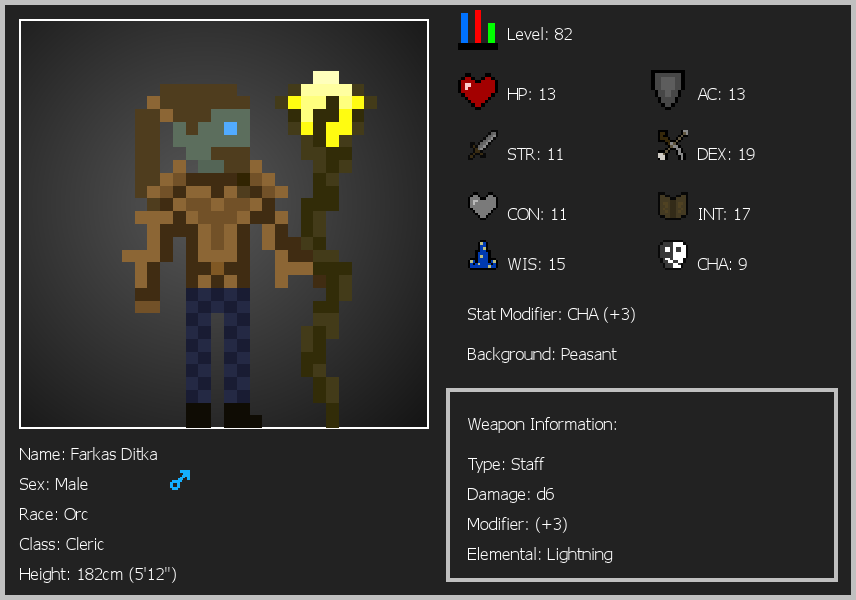 Level: 82
HP: 13
AC: 13
STR: 11
DEX: 19
CON: 11
INT: 17
WIS: 15
CHA: 9
Stat Modifier: CHA (+3)
Background: Peasant
Weapon Information:
Type: Staff
Damage: d6
Modifier: (+3)
Elemental: Lightning
Name: Farkas Ditka
Sex: Male
Race: Orc
Class: Cleric
Height: 182cm (5'12")